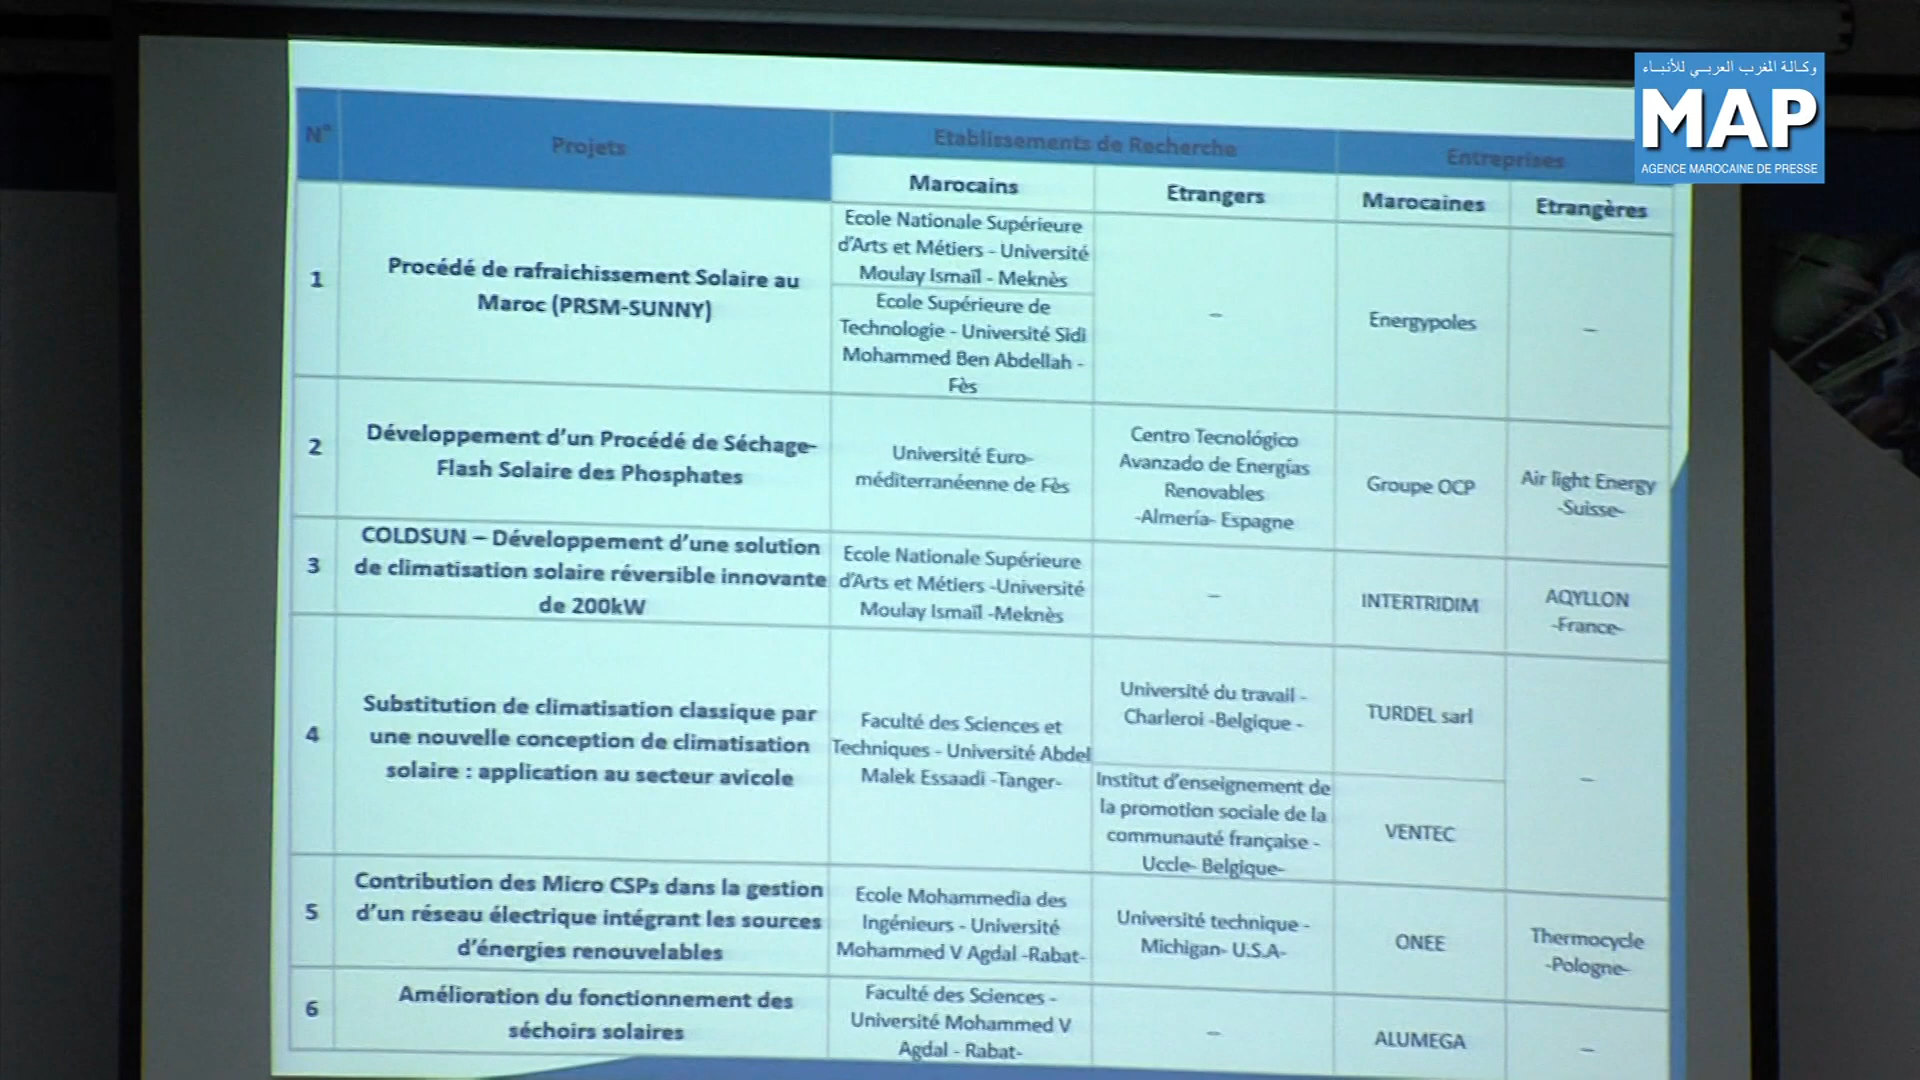 وكالة المغرب العربي للأنباء
MAP
AGENCE MAROCAINE DE PRESSE
N° Projets Etablissements de Recherche Entreprises
Marocains Etrangers Marocaines Etrangères
1
Procédé de rafraichissement Solaire au
Maroc (PRSM-SUNNY)
Ecole Nationale Supérieure
d'Arts et Métiers - Université
Moulay Ismaïl - Meknès
Ecole Supérieure de
Technologie - Université Sidi
Mohammed Ben Abdellah -
Fès
–
Energypoles
–
2
Développement d'un Procédé de Séchage-
Flash Solaire des Phosphates
Université Euro-
méditerranéenne de Fès
Centro Tecnológico
Avanzado de Energías
Renovables
-Almería- Espagne
Groupe OCP
Air light Energy
-Suisse-
3
COLDSUN – Développement d'une solution
de climatisation solaire réversible innovante
de 200kW
Ecole Nationale Supérieure
d'Arts et Métiers -Université
Moulay Ismaïl -Meknès
–
INTERTRIDIM
AQYLLON
-France-
4
Substitution de climatisation classique par
une nouvelle conception de climatisation
solaire : application au secteur avicole
Faculté des Sciences et
Techniques - Université Abdel
Malek Essaadi -Tanger-
Université du travail -
Charleroi -Belgique -
Institut d'enseignement de
la promotion sociale de la
communauté française -
Uccle- Belgique-
TURDEL sarl
VENTEC
–
5
Contribution des Micro CSPs dans la gestion
d'un réseau électrique intégrant les sources
d'énergies renouvelables
Ecole Mohammedia des
Ingénieurs - Université
Mohammed V Agdal -Rabat-
Université technique -
Michigan- U.S.A-
ONEE
Thermocycle
-Pologne-
6
Amélioration du fonctionnement des
séchoirs solaires
Faculté des Sciences -
Université Mohammed V
Agdal - Rabat-
–
ALUMEGA
–